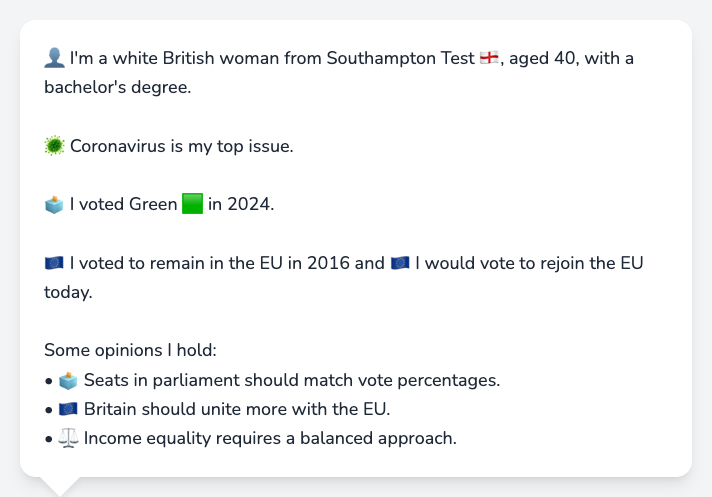 👤 I'm a white British woman from Southampton Test 🏴󠁧󠁢󠁥󠁮󠁧󠁿, aged 40, with a
bachelor's degree.
🦠 Coronavirus is my top issue.
🗳️ I voted Green 🟩 in 2024.
🇪🇺 I voted to remain in the EU in 2016 and 🇪🇺 I would vote to rejoin the EU
today.
Some opinions I hold:
• 🗳️ Seats in parliament should match vote percentages.
• 🇪🇺 Britain should unite more with the EU.
• ⚖️ Income equality requires a balanced approach.